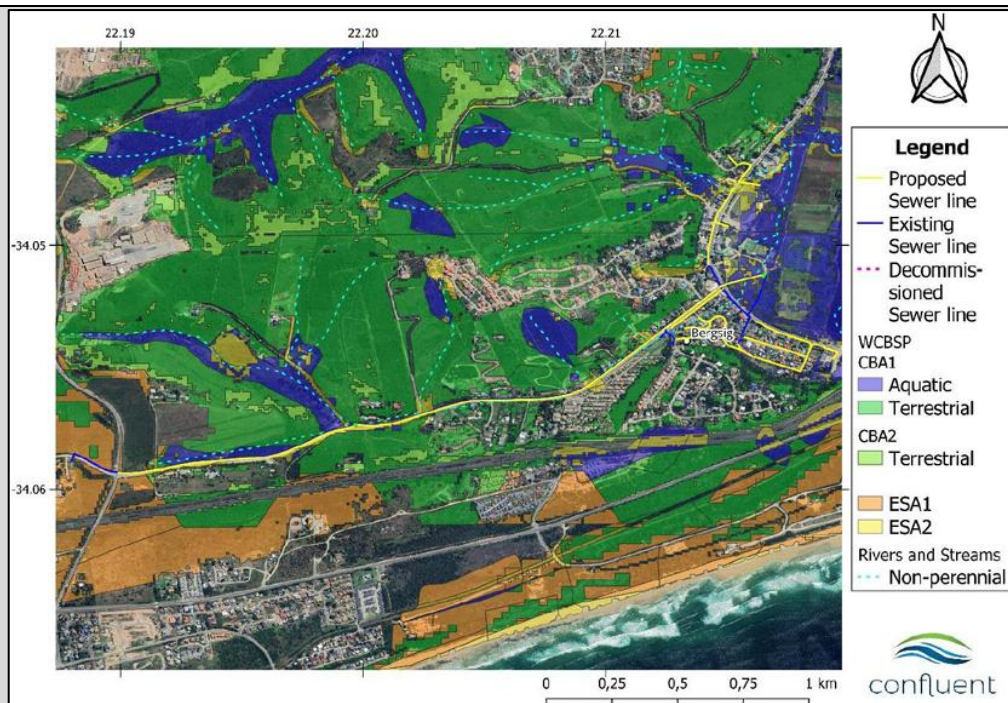 22.19 22.20 22.21
N
-34.05
-34.06
Bergsig
Legend
Proposed
Sewer line
Existing
Sewer line
Decommis-
sioned
Sewer line
WCBSP
CBA1
Aquatic
Terrestrial
CBA2
Terrestrial
ESA1
ESA2
Rivers and Streams
Non-perennial
0 0,25 0,5 0,75 1 km
confluent